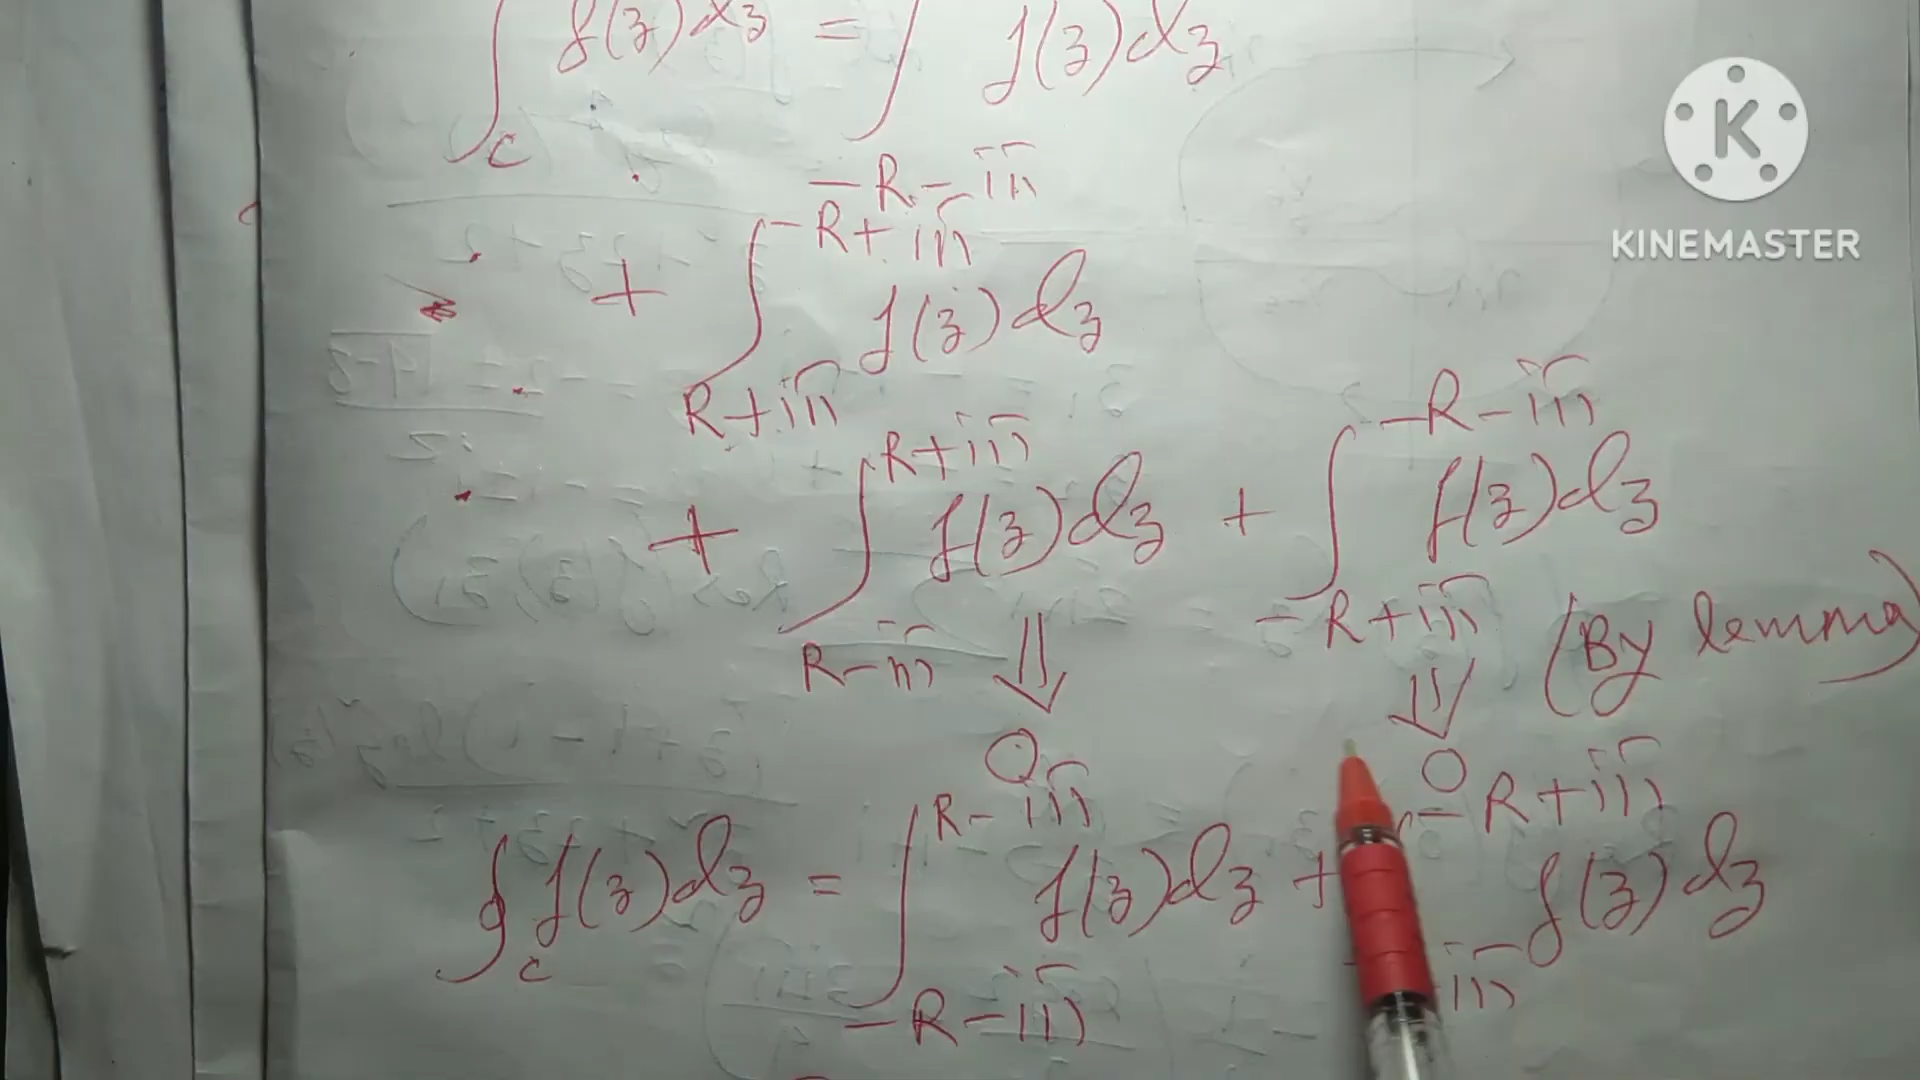 ∫_C f(z)dz = ∫_{-R-iπ} f(z)dz
+ ∫_{R+iπ}^{-R+iπ} f(z)dz
+ ∫_{R-iπ}^{R+iπ} f(z)dz + ∫_{-R+iπ}^{-R-iπ} f(z)dz
⇓ 0 ⇓ 0 (By lemma)
∮_C f(z)dz = ∫_{-R-iπ}^{R-iπ} f(z)dz + ∫^{-R+iπ} f(z)dz
K
KINEMASTER